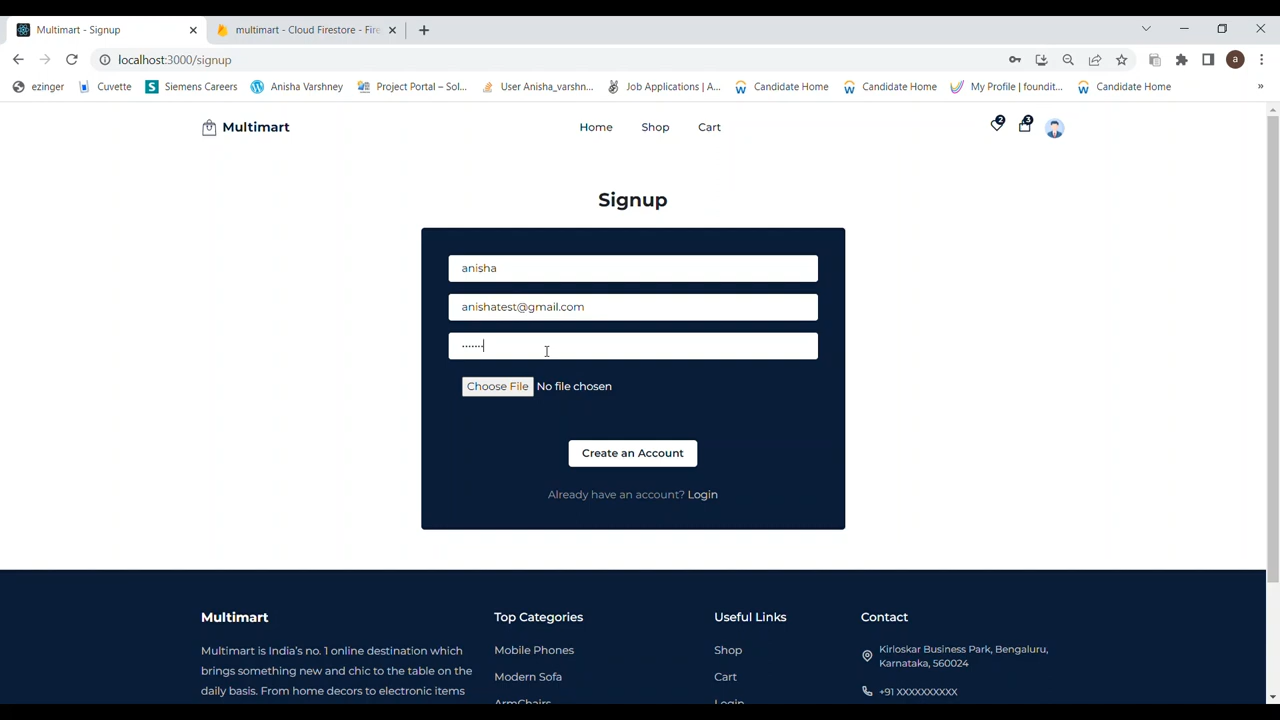 Multimart - Signup
multimart - Cloud Firestore - Fire
localhost:3000/signup
a
ezinger
Cuvette
S Siemens Careers
Anisha Varshney
Project Portal – Sol...
User Anisha_varshn...
Job Applications | A...
Candidate Home
Candidate Home
My Profile | foundit...
Candidate Home
»
Multimart
Home
Shop
Cart
2
3
Signup
anisha
anishatest@gmail.com
.......
Choose File No file chosen
Create an Account
Already have an account? Login
Multimart
Multimart is India's no. 1 online destination which
brings something new and chic to the table on the
daily basis. From home decors to electronic items
Top Categories
Mobile Phones
Modern Sofa
ArmChairs
Useful Links
Shop
Cart
Login
Contact
Kirloskar Business Park, Bengaluru,
Karnataka, 560024
+91 XXXXXXXXXX